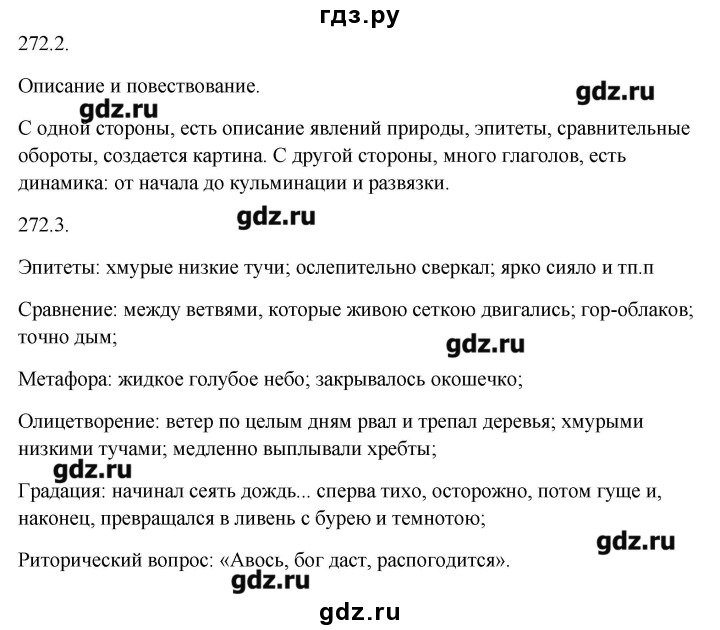 гдз.ру
272.2.
Описание и повествование.
gdz.ru
gdz.ru
С одной стороны, есть описание явлений природы, эпитеты, сравнительные
обороты, создается картина. С другой стороны, много глаголов, есть
динамика: от начала до кульминации и развязки.
272.3.
gdz.ru
Эпитеты: хмурые низкие тучи; ослепительно сверкал; ярко сияло и тп.п
Сравнение: между ветвями, которые живою сеткою двигались; гор-облаков;
точно дым;
gdz.ru
Метафора: жидкое голубое небо; закрывалось окошечко;
Олицетворение: ветер по целым дням рвал и трепал деревья; хмурыми
низкими тучами; медленно выплывали хребты;
gdz.ru
Градация: начинал сеять дождь... сперва тихо, осторожно, потом гуще и,
наконец, превращался в ливень с бурею и темнотою;
gdz.ru
Риторический вопрос: «Авось, бог даст, распогодится».
gdz.ru
gdz.ru